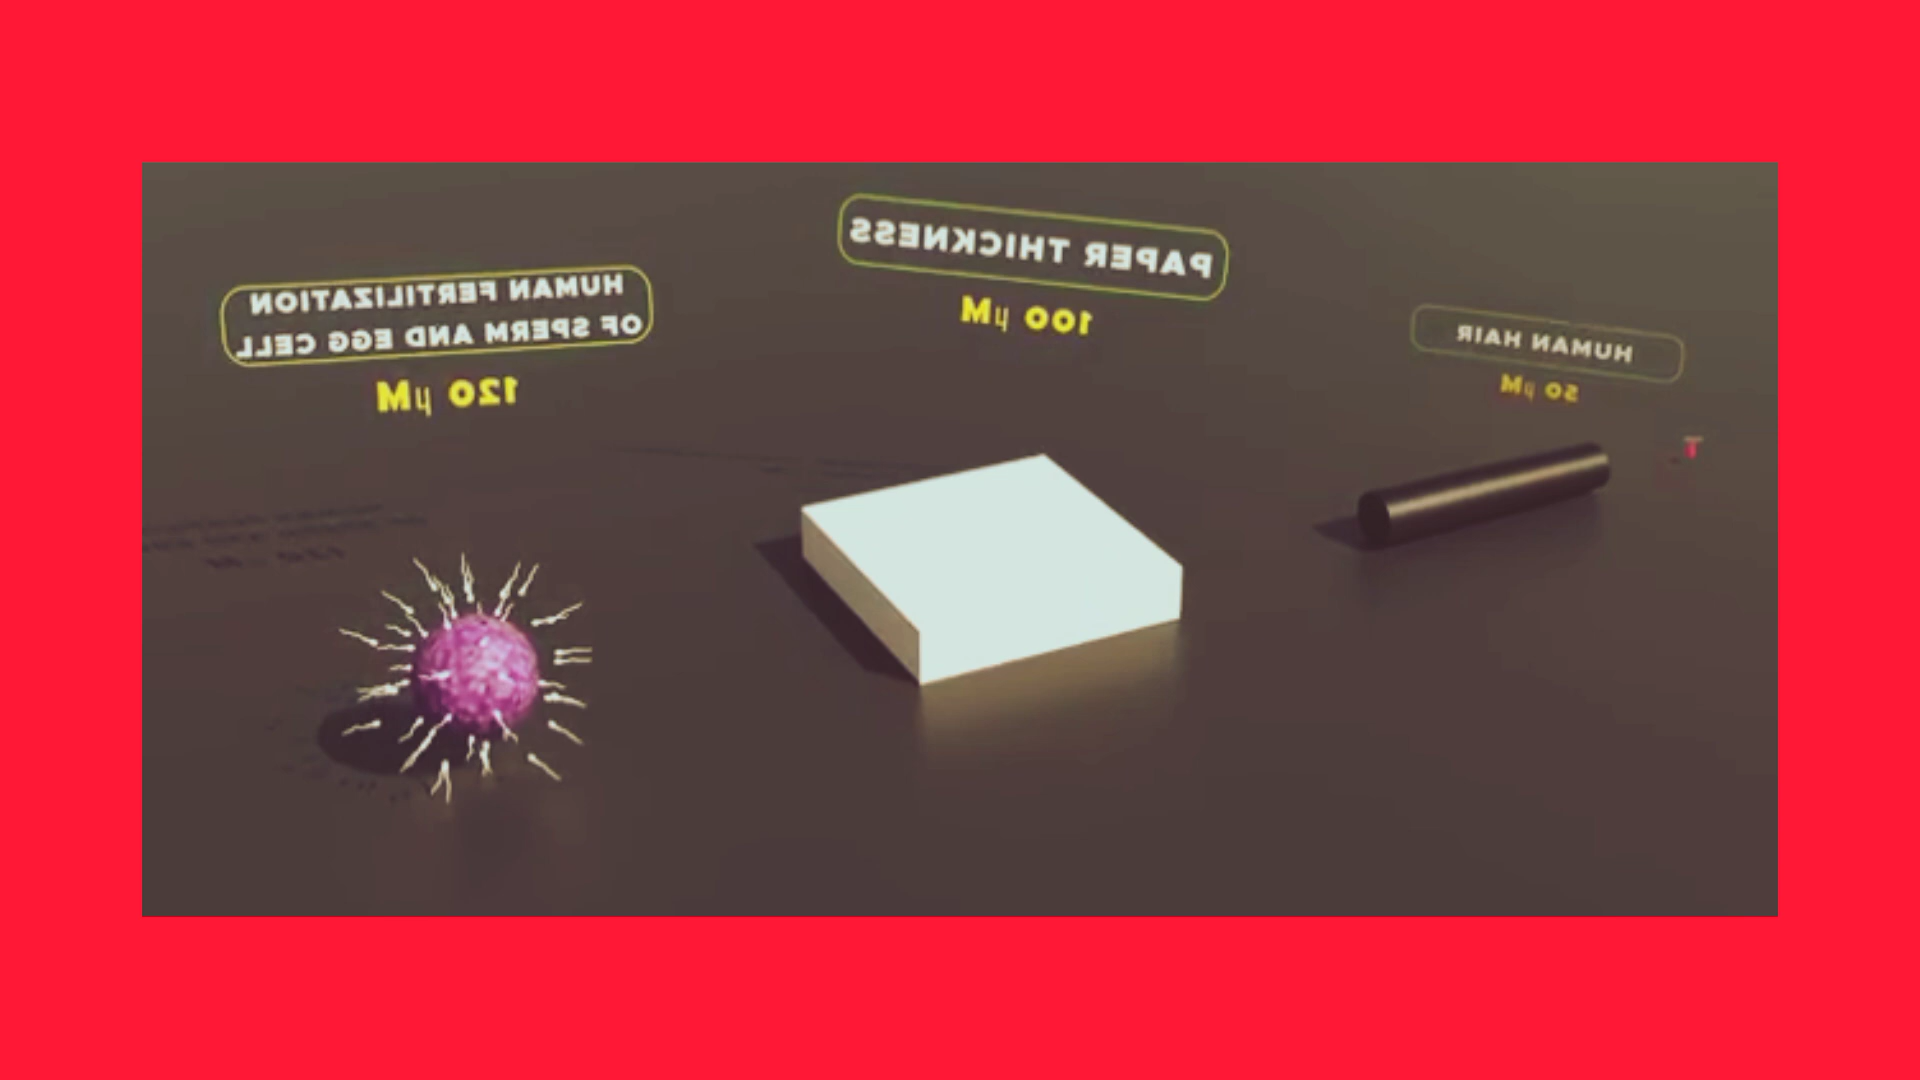 HUMAN FERTILIZATION
OF SPERM AND EGG CELL
120 µM
PAPER THICKNESS
100 µM
HUMAN HAIR
50 µM